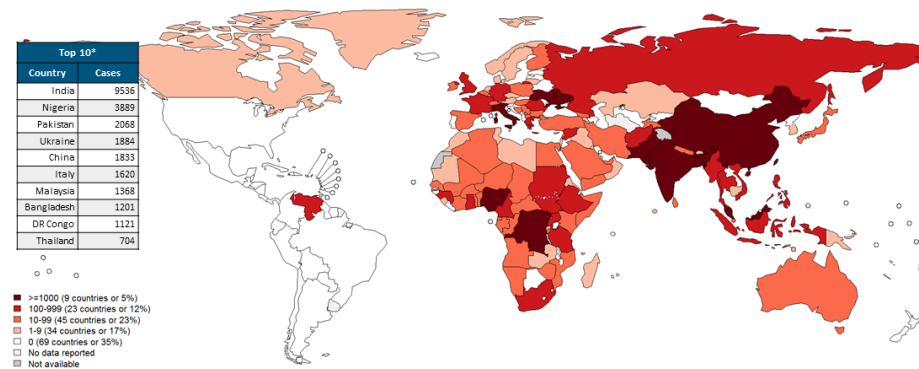 Top 10*
Country Cases
India 9536
Nigeria 3889
Pakistan 2068
Ukraine 1884
China 1833
Italy 1620
Malaysia 1368
Bangladesh 1201
DR Congo 1121
Thailand 704
>=1000 (9 countries or 5%)
100-999 (23 countries or 12%)
10-99 (45 countries or 23%)
1-9 (34 countries or 17%)
0 (69 countries or 35%)
No data reported
Not available